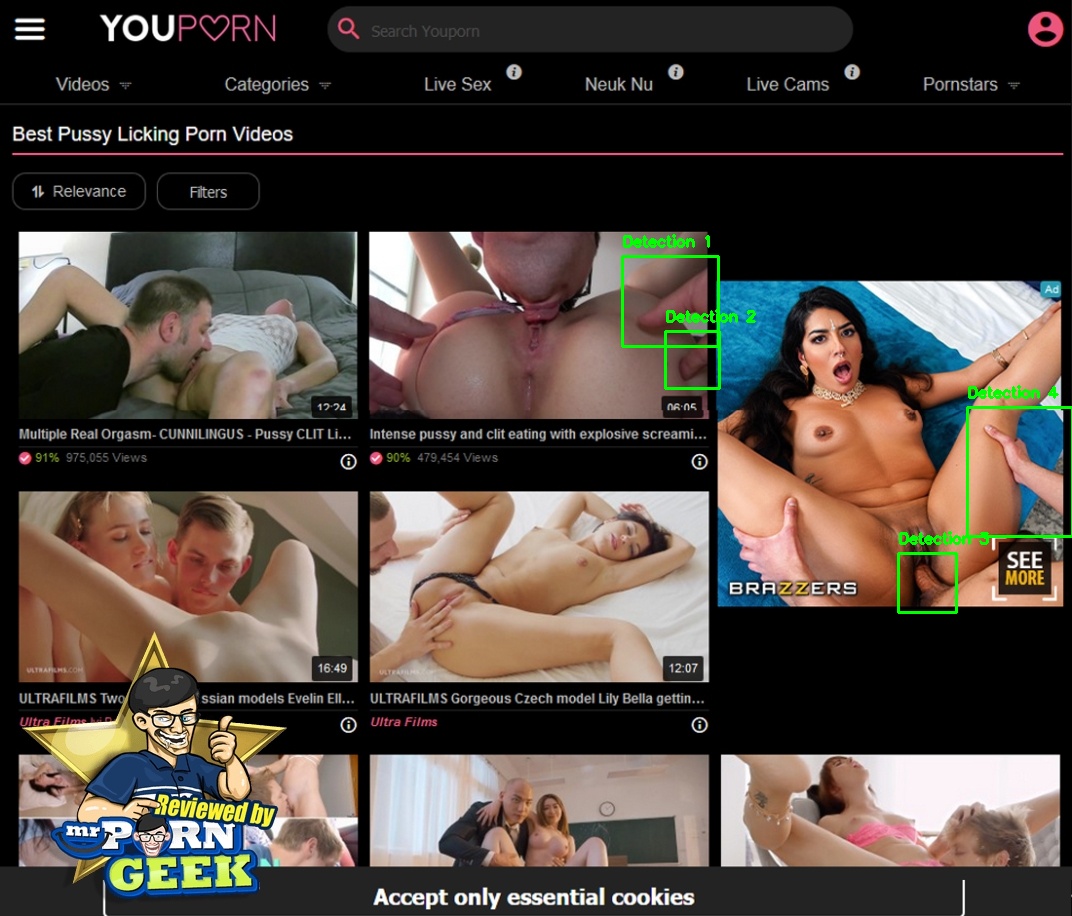 YOUPORN
Search Youporn
Videos
Categories
Live Sex
Neuk Nu
Live Cams
Pornstars
Best Pussy Licking Porn Videos
Relevance
Filters
Detection 1
Detection 2
12:24
06:05
Multiple Real Orgasm- CUNNILINGUS - Pussy CLIT Li...
91% 975,055 Views
Intense pussy and clit eating with explosive screami...
90% 479,454 Views
Ad
Detection 4
Detection 3
BRAZZERS
SEE
MORE
ULTRAFILMS.COM
16:49
ULTRAFILMS
12:07
ULTRAFILMS Two ssian models Evelin Ell...
Ultra Films
ULTRAFILMS Gorgeous Czech model Lily Bella gettin...
Ultra Films
Reviewed by
mrPORN
GEEK
Accept only essential cookies